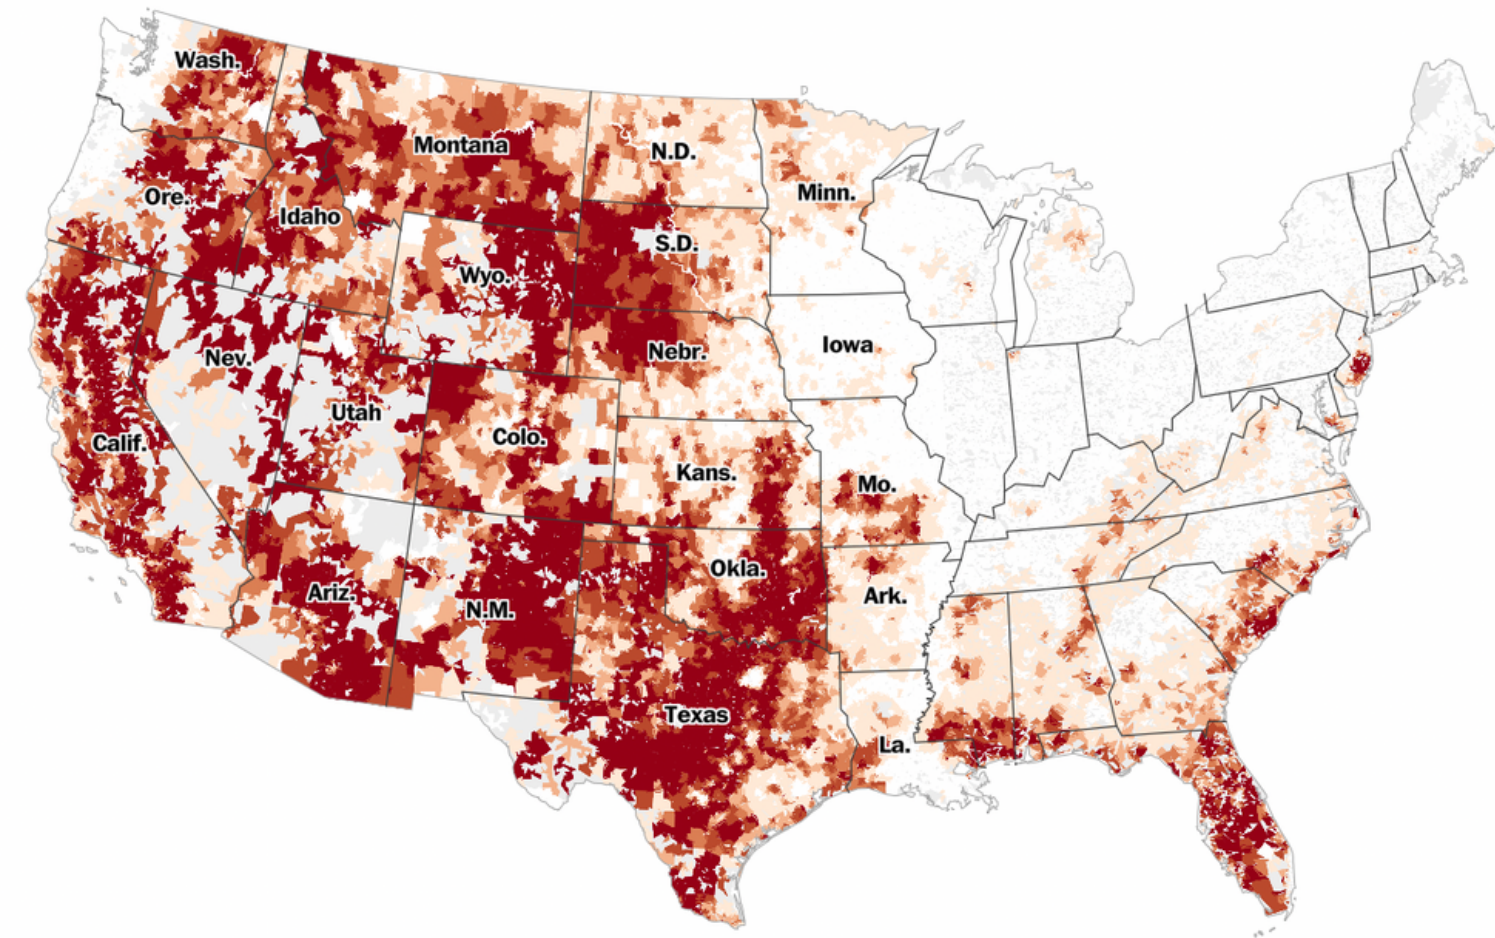 Wash.
Montana
N.D.
Minn.
Ore.
Idaho
S.D.
Wyo.
Iowa
Nebr.
Nev.
Utah
Colo.
Calif.
Kans.
Mo.
Okla.
Ariz.
Ark.
N.M.
Texas
La.